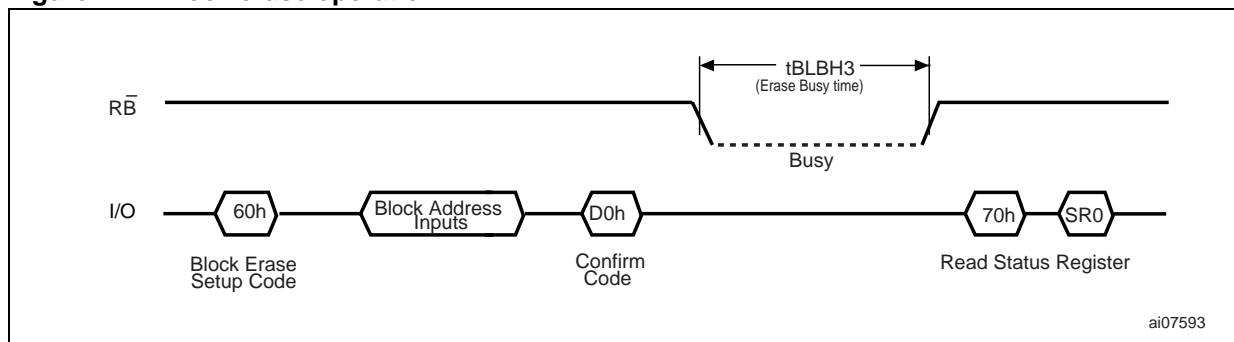 tBLBH3
(Erase Busy time)
RB̅
Busy
I/O
60h
Block Address
Inputs
D0h
70h
SR0
Block Erase
Setup Code
Confirm
Code
Read Status Register
ai07593